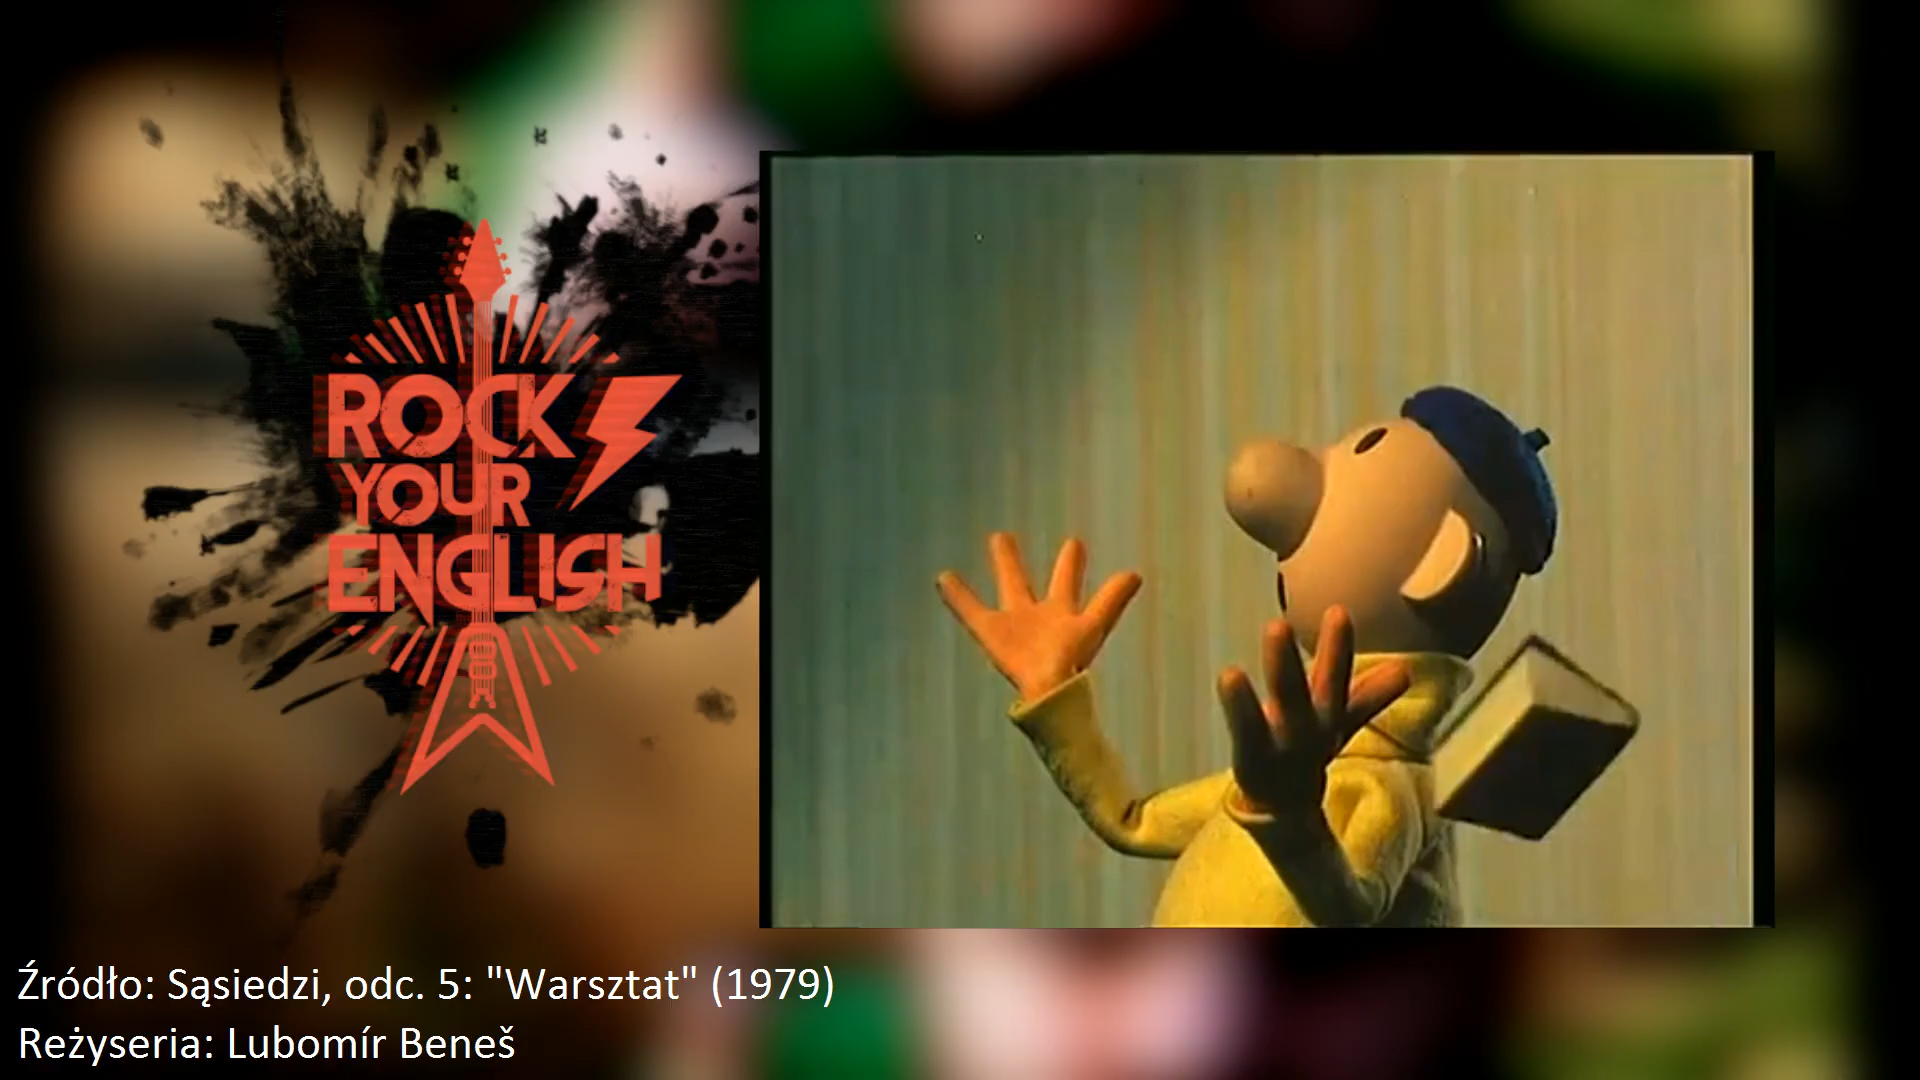 ROCK
YOUR
ENGLISH
Źródło: Sąsiedzi, odc. 5: "Warsztat" (1979)
Reżyseria: Lubomír Beneš